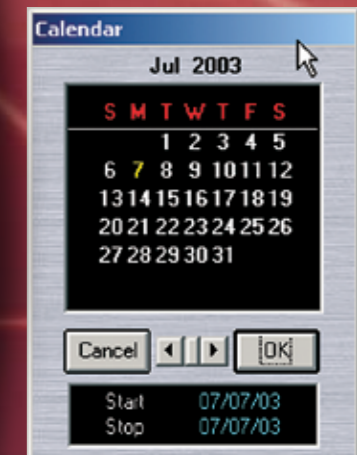 Calendar
Jul 2003
S M T W T F S
1 2 3 4 5
6 7 8 9 10 11 12
13 14 15 16 17 18 19
20 21 22 23 24 25 26
27 28 29 30 31
Cancel OK
Start 07/07/03
Stop 07/07/03